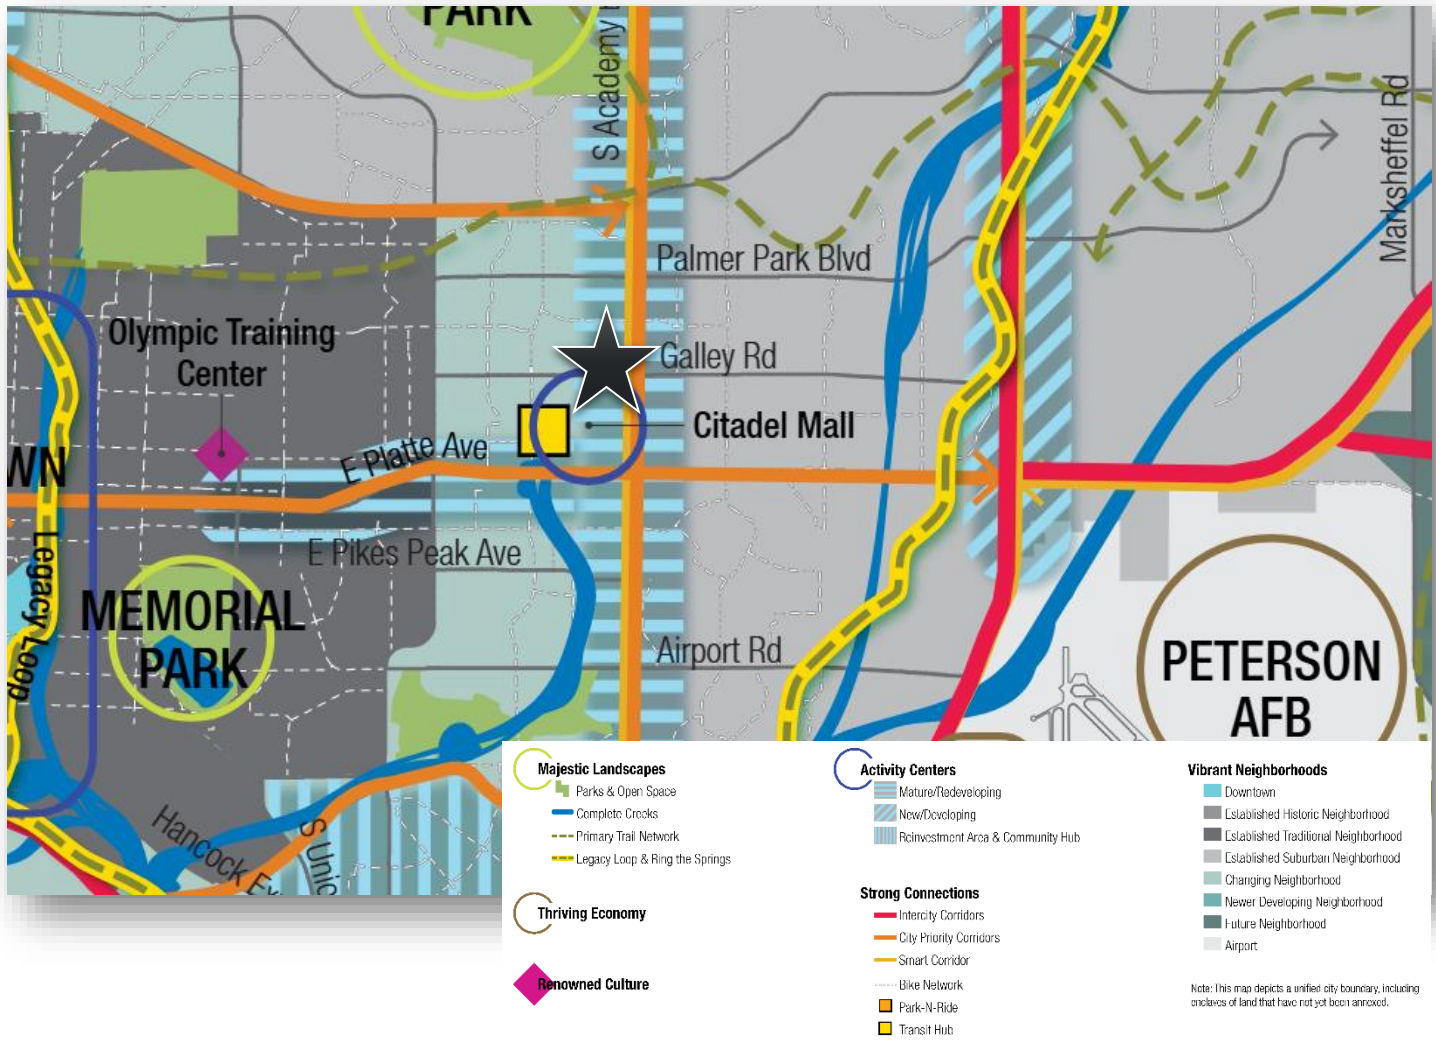 PARK
S Academy
Marksheffel Rd
Palmer Park Blvd
Olympic Training
Center
Galley Rd
Citadel Mall
E Platte Ave
WN
E Pikes Peak Ave
Legacy Loop
MEMORIAL
PARK
Airport Rd
PETERSON
AFB
Hancock
S
Majestic Landscapes
Parks & Open Space
Complete Creeks
Primary Trail Network
Legacy Loop & Ring the Springs
Thriving Economy
Renowned Culture
Activity Centers
Mature/Redeveloping
New/Developing
Reinvestment Area & Community Hub
Strong Connections
Intercity Corridors
City Priority Corridors
Smart Corridor
Bike Network
Park-N-Ride
Transit Hub
Vibrant Neighborhoods
Downtown
Established Historic Neighborhood
Established Traditional Neighborhood
Established Suburban Neighborhood
Changing Neighborhood
Newer Developing Neighborhood
Future Neighborhood
Airport
Note: This map depicts a unified city boundary, including
enclaves of land that have not yet been annexed.